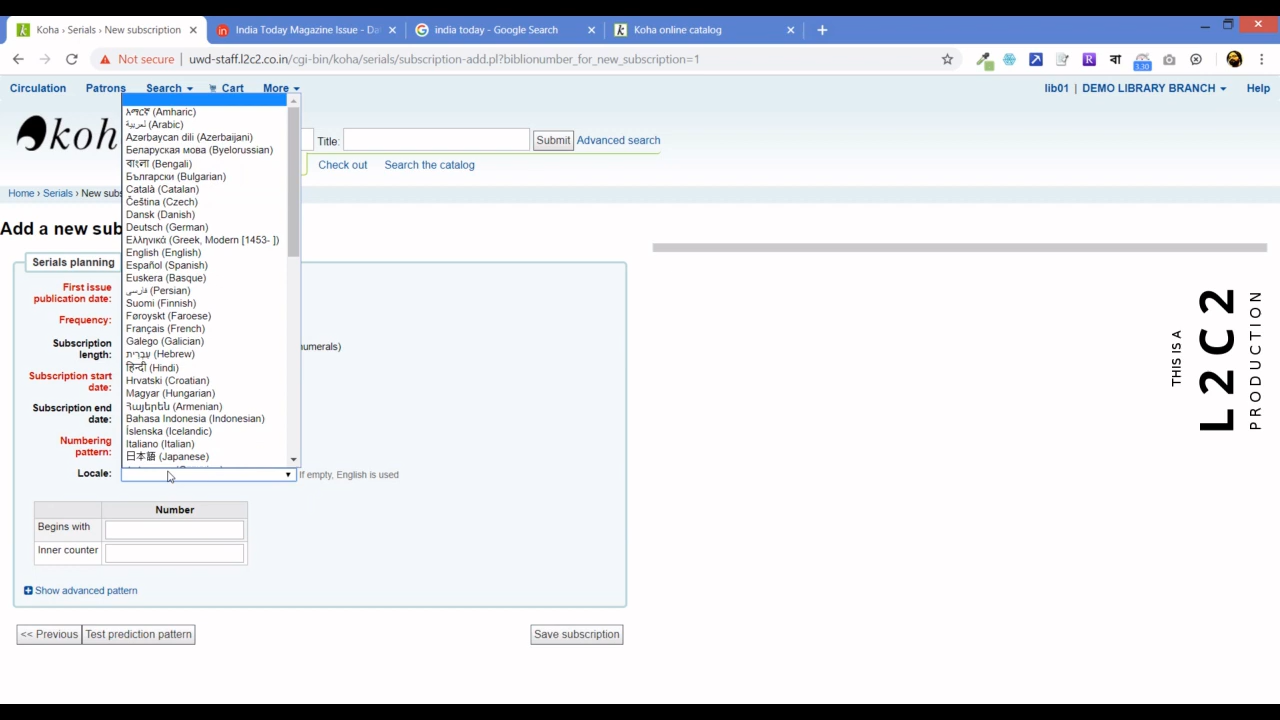 Koha › Serials › New subscription
India Today Magazine Issue - Da
india today - Google Search
Koha online catalog
Not secure
uwd-staff.l2c2.co.in/cgi-bin/koha/serials/subscription-add.pl?biblionumber_for_new_subscription=1
3.30
Circulation Patrons Search Cart More
lib01 | DEMO LIBRARY BRANCH Help
koha
Title:
Submit
Advanced search
Check out
Search the catalog
Home › Serials › New subs
Add a new sub
Serials planning
First issue
publication date:
Frequency:
Subscription
length:
numerals)
Subscription start
date:
Subscription end
date:
Numbering
pattern:
Locale:
If empty, English is used
አማርኛ (Amharic)
لعربية (Arabic)
Azərbaycan dili (Azerbaijani)
Беларуская мова (Byelorussian)
বাংলা (Bengali)
Български (Bulgarian)
Català (Catalan)
Čeština (Czech)
Dansk (Danish)
Deutsch (German)
Ελληνικά (Greek, Modern [1453- ])
English (English)
Español (Spanish)
Euskera (Basque)
فارسى (Persian)
Suomi (Finnish)
Føroyskt (Faroese)
Français (French)
Galego (Galician)
עברית (Hebrew)
हिन्दी (Hindi)
Hrvatski (Croatian)
Magyar (Hungarian)
Հայերեն (Armenian)
Bahasa Indonesia (Indonesian)
Íslenska (Icelandic)
Italiano (Italian)
日本語 (Japanese)
Number
Begins with
Inner counter
Show advanced pattern
<< Previous
Test prediction pattern
Save subscription
THIS IS A
L2C2
PRODUCTION